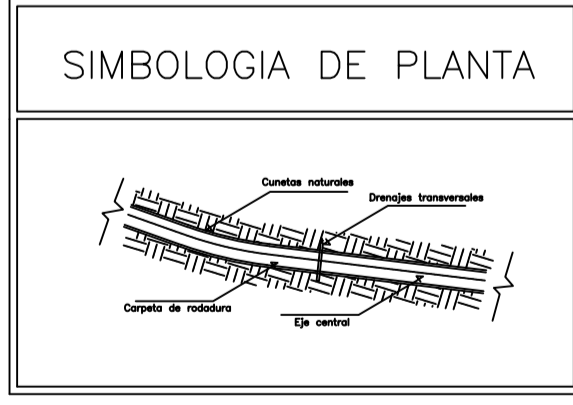 SIMBOLOGIA DE PLANTA
Cunetas naturales
Drenajes transversales
Carpeta de rodadura
Eje central